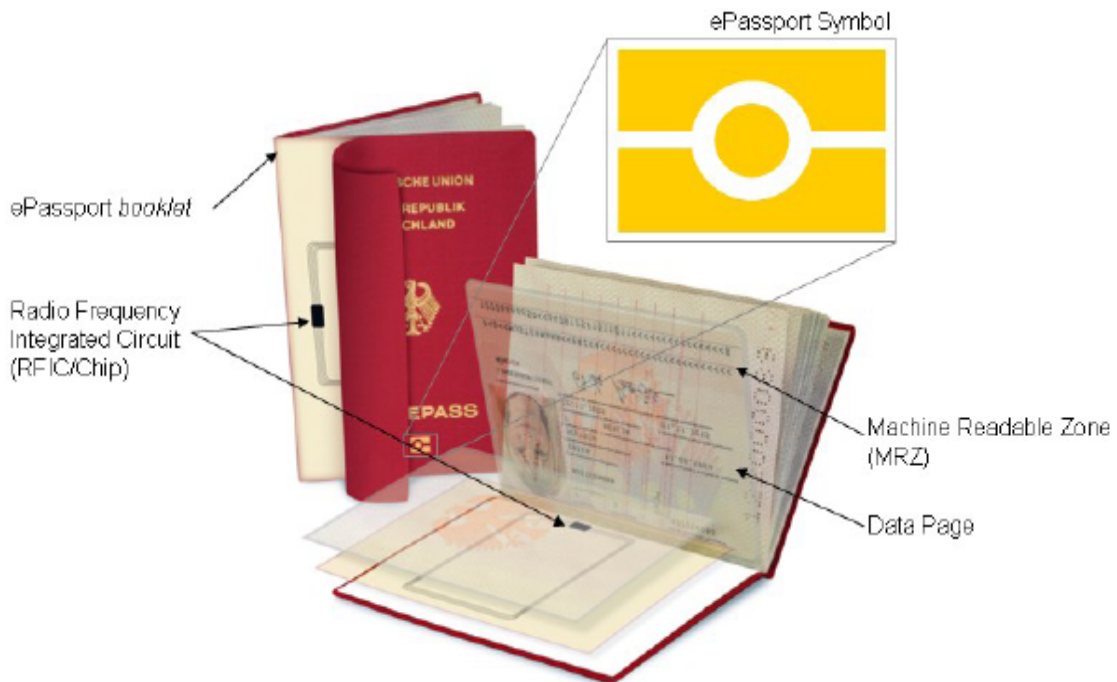 ePassport Symbol
ePassport booklet
SCHE UNION
REPUBLIK
CHLAND
EPASS
Radio Frequency
Integrated Circuit
(RFIC/Chip)
Machine Readable Zone
(MRZ)
Data Page